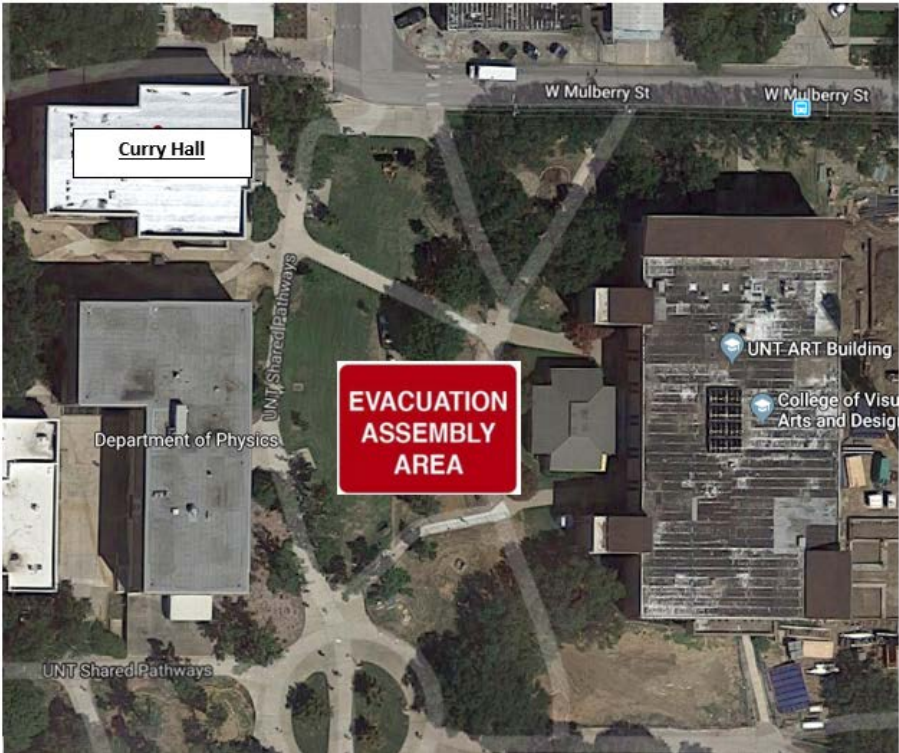 W Mulberry St
W Mulberry St
Curry Hall
UNT Shared Pathways
UNT ART Building
EVACUATION
ASSEMBLY
AREA
College of Visu
Arts and Design
Department of Physics
UNT Shared Pathways